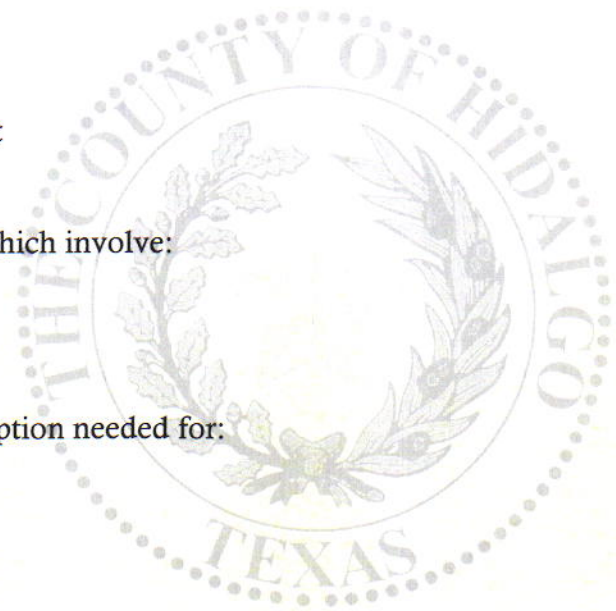 THE COUNTY OF HIDALGO
hich involve:
ption needed for:
TEXAS